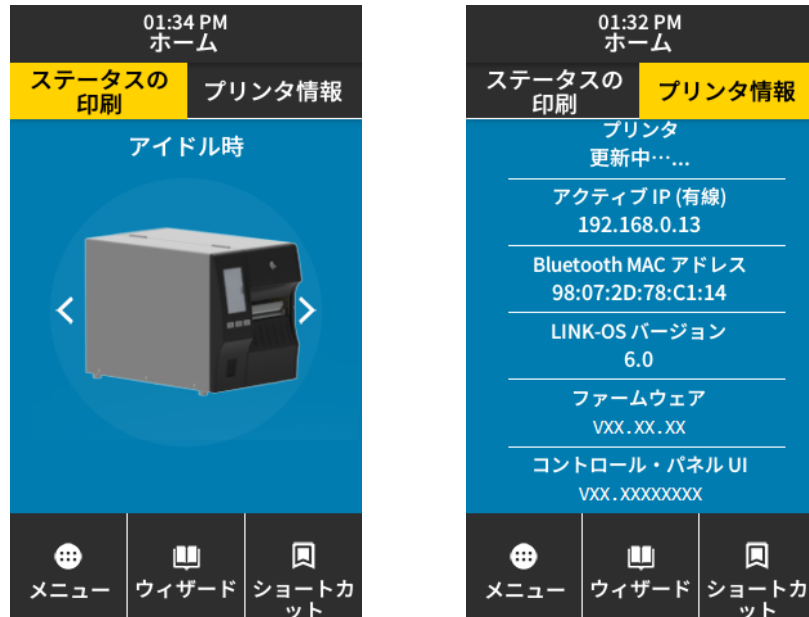 01:34 PM
ホーム
ステータスの
印刷
プリンタ情報
アイドル時
メニュー
ウィザード
ショートカ
ット
01:32 PM
ホーム
ステータスの
印刷
プリンタ情報
プリンタ
更新中…...
アクティブ IP (有線)
192.168.0.13
Bluetooth MAC アドレス
98:07:2D:78:C1:14
LINK-OS バージョン
6.0
ファームウェア
VXX.XX.XX
コントロール・パネル UI
VXX.XXXXXXXX
メニュー
ウィザード
ショートカ
ット